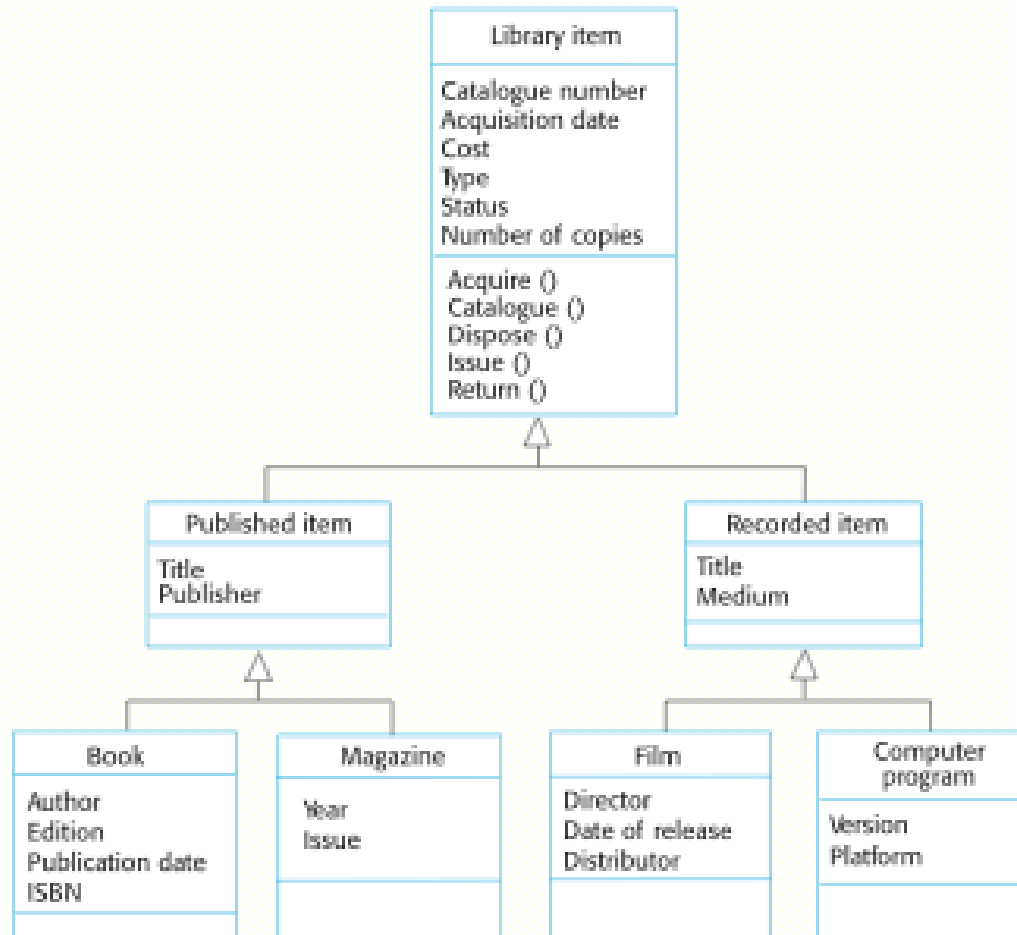 Library item
Catalogue number
Acquisition date
Cost
Type
Status
Number of copies
Acquire ()
Catalogue ()
Dispose ()
Issue ()
Return ()
Published item
Title
Publisher
Recorded item
Title
Medium
Book
Author
Edition
Publication date
ISBN
Magazine
Year
Issue
Film
Director
Date of release
Distributor
Computer
program
Version
Platform